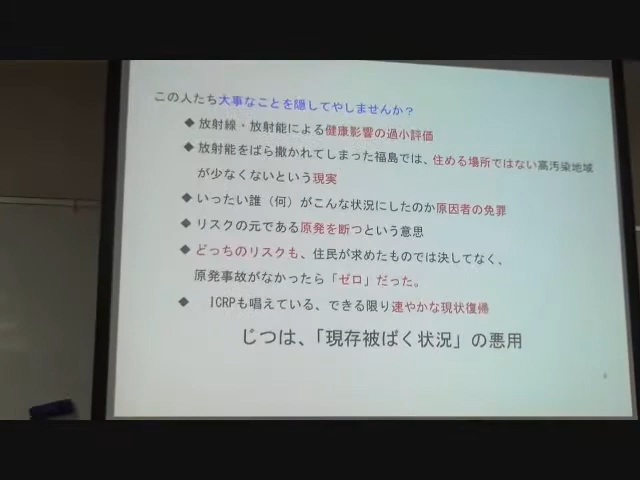 この人たち大事なことを隠してやしませんか？
◆ 放射線・放射能による健康影響の過小評価
◆ 放射能をばら撒かれてしまった福島では、住める場所ではない高汚染地域
が少なくないという現実
◆ いったい誰（何）がこんな状況にしたのか原因者の免罪
◆ リスクの元である原発を断つという意思
◆ どっちのリスクも、住民が求めたものでは決してなく、
原発事故がなかったら「ゼロ」だった。
◆ ICRPも唱えている、できる限り速やかな現状復帰
じつは、「現存被ばく状況」の悪用